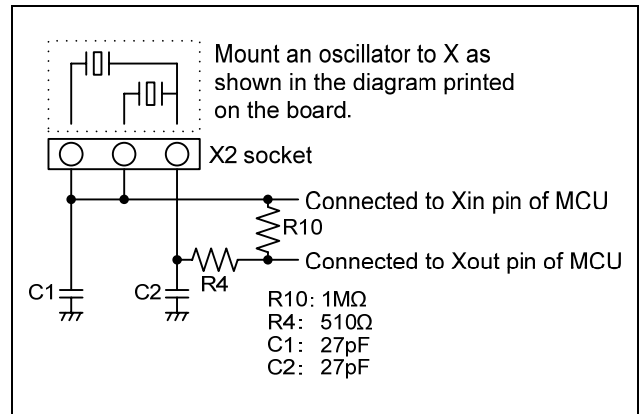 Mount an oscillator to X as
shown in the diagram printed
on the board.
X2 socket
Connected to Xin pin of MCU
R10
Connected to Xout pin of MCU
R4
C1
C2
R10: 1MΩ
R4: 510Ω
C1: 27pF
C2: 27pF